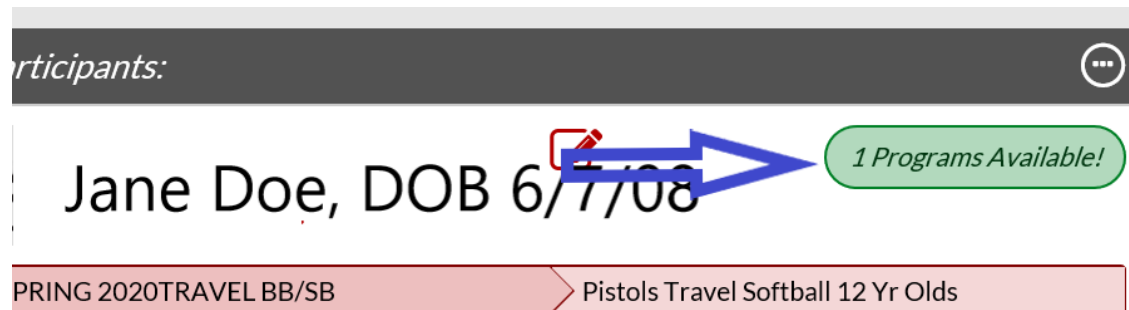 rticipants:
Jane Doe, DOB 6/7/08
1 Programs Available!
PRING 2020TRAVEL BB/SB
Pistols Travel Softball 12 Yr Olds